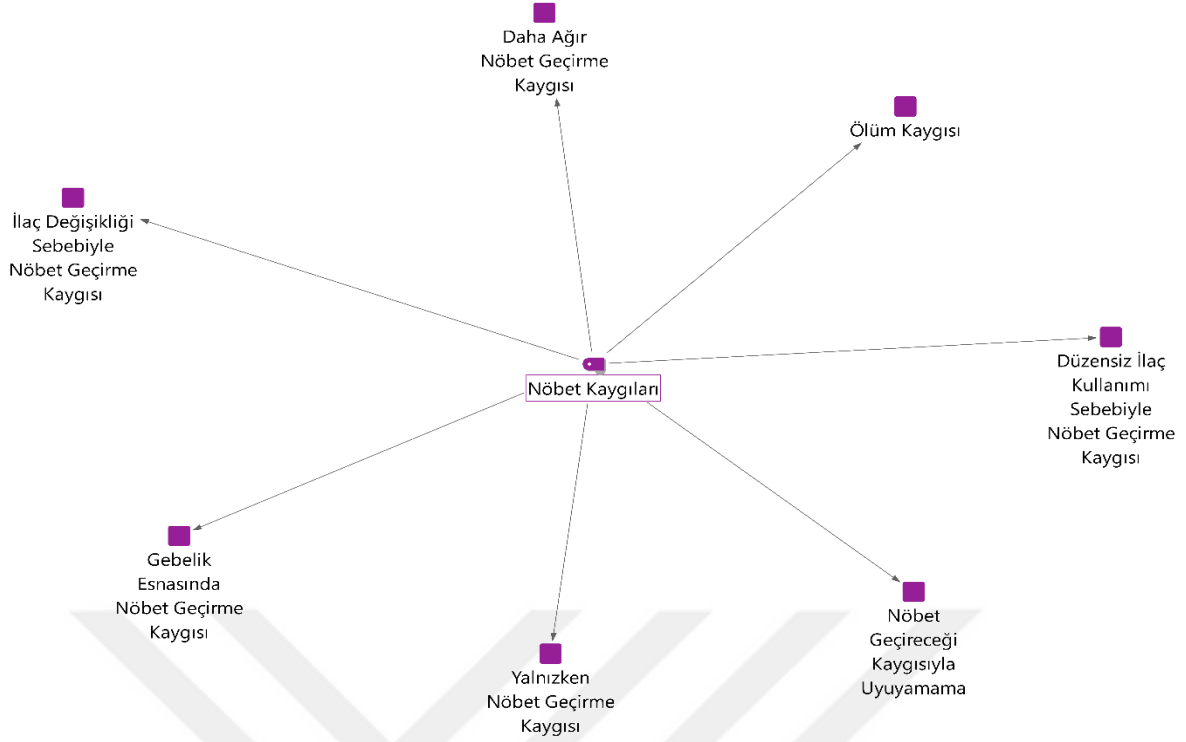 Daha Ağır
Nöbet Geçirme
Kaygısı
Ölüm Kaygısı
İlaç Değişikliği
Sebebiyle
Nöbet Geçirme
Kaygısı
Düzensiz İlaç
Kullanımı
Sebebiyle
Nöbet Geçirme
Kaygısı
Nöbet Kaygıları
Gebelik
Esnasında
Nöbet Geçirme
Kaygısı
Nöbet
Geçireceği
Kaygısıyla
Uyuyamama
Yalnızken
Nöbet Geçirme
Kaygısı